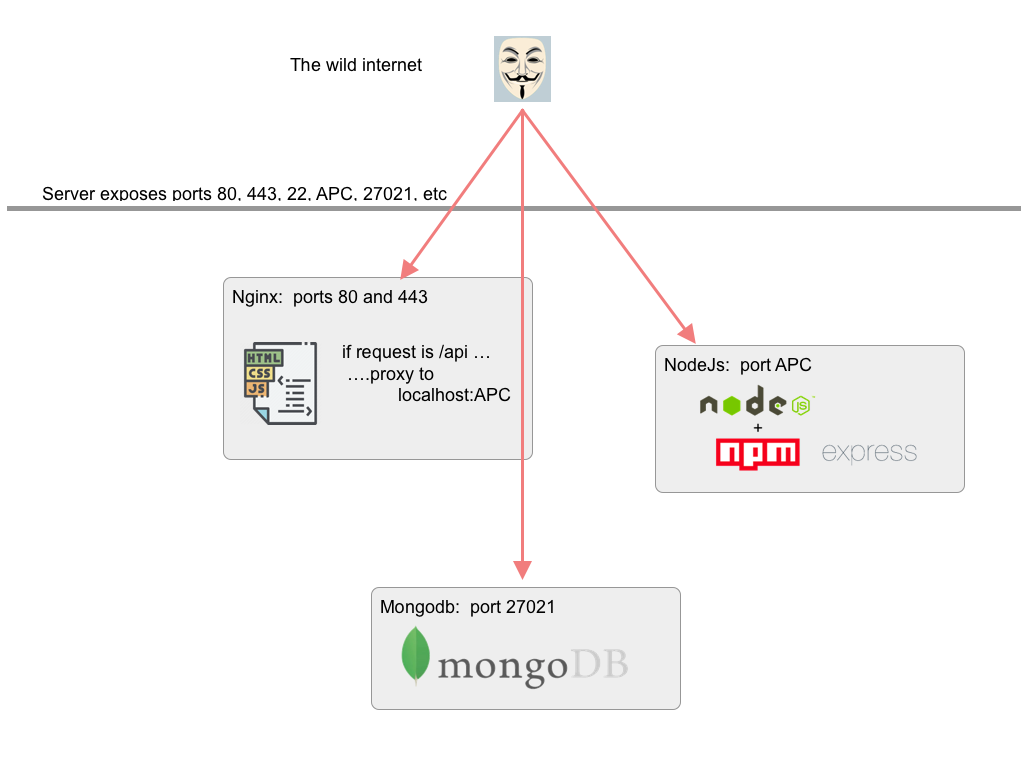 The wild internet
Server exposes ports 80, 443, 22, APC, 27021, etc
Nginx:  ports 80 and 443
HTML
CSS
JS
if request is /api …
….proxy to
localhost:APC
NodeJs:  port APC
node JS
+
npm express
Mongodb:  port 27021
mongoDB